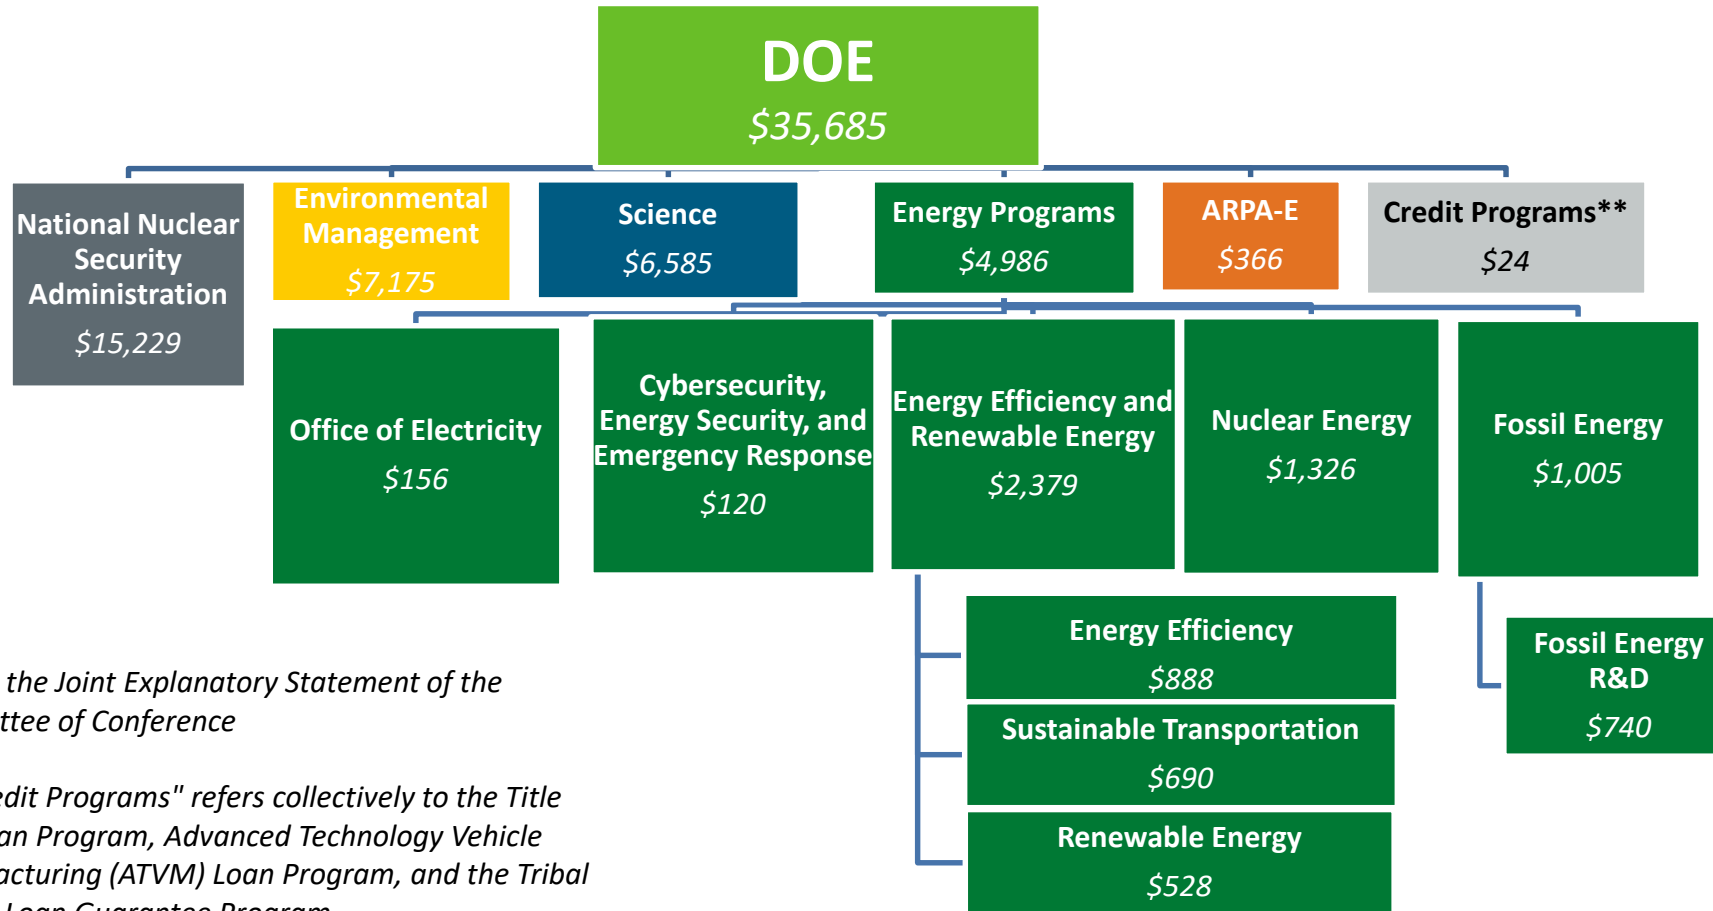 DOE
$35,685
National Nuclear
Security
Administration
$15,229
Environmental
Management
$7,175
Science
$6,585
Energy Programs
$4,986
ARPA-E
$366
Credit Programs**
$24
Office of Electricity
$156
Cybersecurity,
Energy Security, and
Emergency Response
$120
Energy Efficiency and
Renewable Energy
$2,379
Nuclear Energy
$1,326
Fossil Energy
$1,005
Energy Efficiency
$888
Sustainable Transportation
$690
Renewable Energy
$528
Fossil Energy
R&D
$740
the Joint Explanatory Statement of the
ttee of Conference
edit Programs" refers collectively to the Title
an Program, Advanced Technology Vehicle
acturing (ATVM) Loan Program, and the Tribal
Loan Guarantee Program